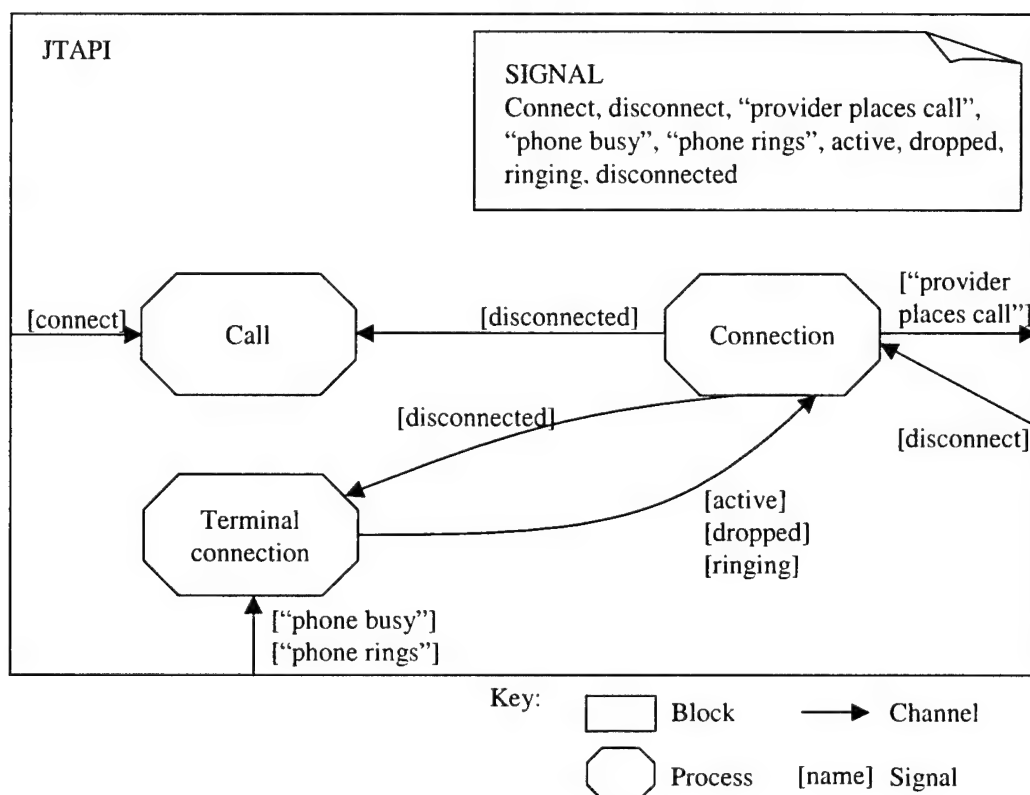 JTAPI
SIGNAL
Connect, disconnect, “provider places call”,
“phone busy”, “phone rings”, active, dropped,
ringing, disconnected
[“provider
places call”]
[connect]
Call
[disconnected]
Connection
[disconnected]
[disconnect]
Terminal
connection
[active]
[dropped]
[ringing]
[“phone busy”]
[“phone rings”]
Key:
Block
Channel
Process
[name] Signal